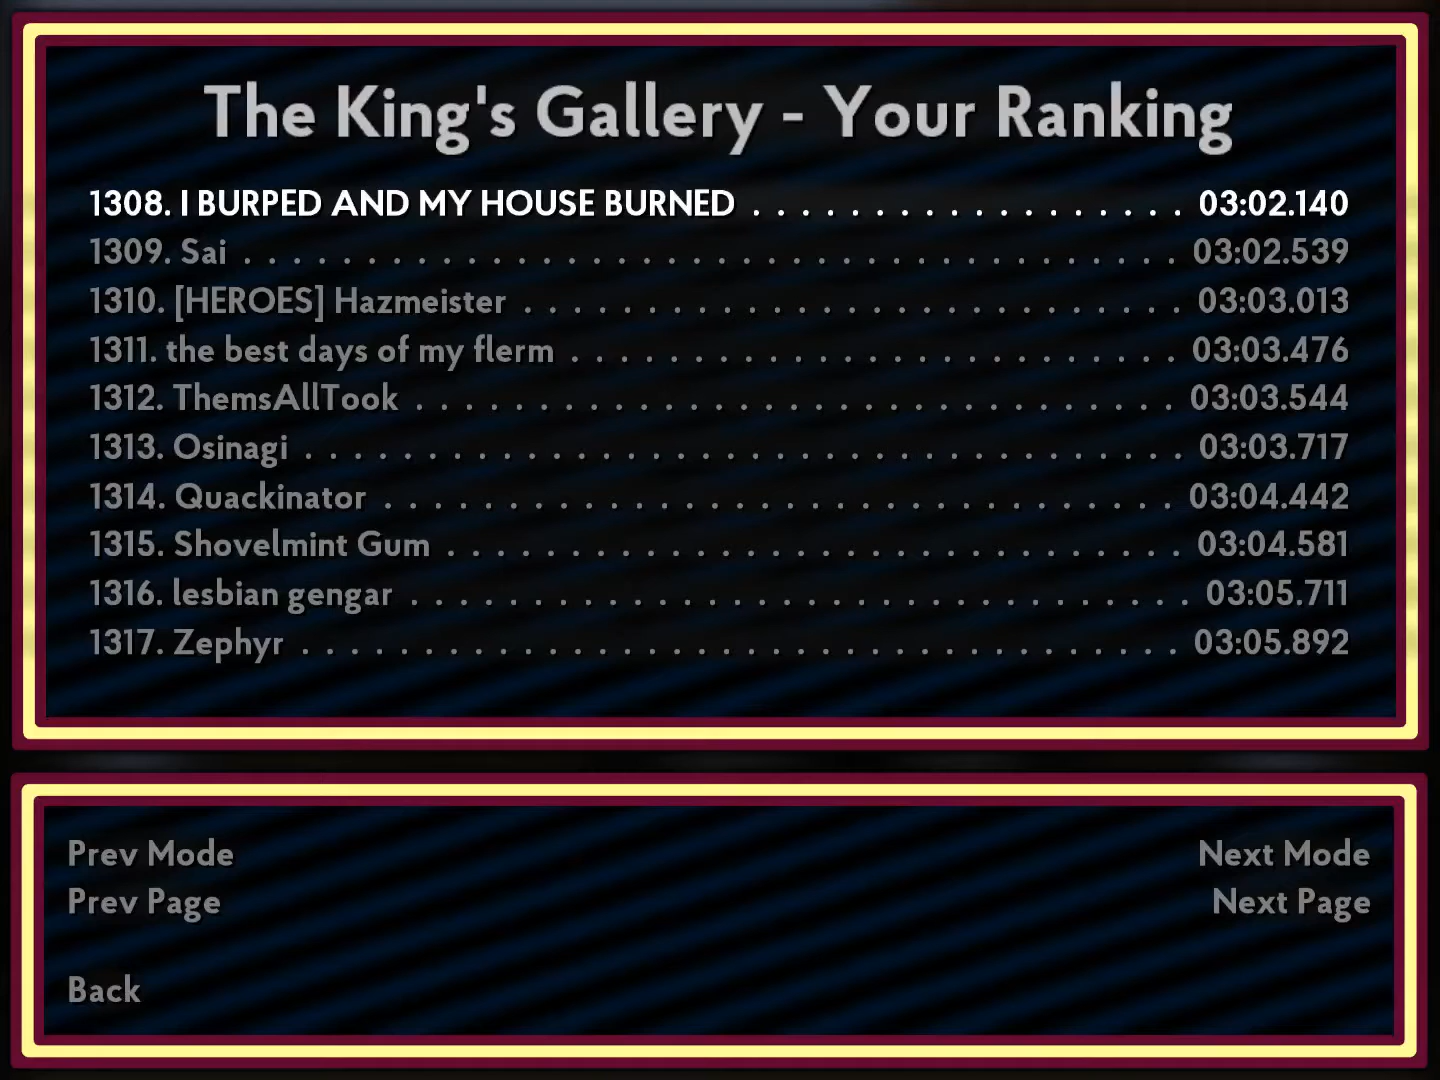 The King's Gallery - Your Ranking
1308. I BURPED AND MY HOUSE BURNED . . . . . . . . . . . . . . . . . . 03:02.140
1309. Sai . . . . . . . . . . . . . . . . . . . . . . . . . . . . . . . . . . . . . . 03:02.539
1310. [HEROES] Hazmeister . . . . . . . . . . . . . . . . . . . . . . . . . . . 03:03.013
1311. the best days of my flerm . . . . . . . . . . . . . . . . . . . . . . . . . 03:03.476
1312. ThemsAllTook . . . . . . . . . . . . . . . . . . . . . . . . . . . . . . . 03:03.544
1313. Osinagi . . . . . . . . . . . . . . . . . . . . . . . . . . . . . . . . . . . . 03:03.717
1314. Quackinator . . . . . . . . . . . . . . . . . . . . . . . . . . . . . . . . 03:04.442
1315. Shovelmint Gum . . . . . . . . . . . . . . . . . . . . . . . . . . . . . . 03:04.581
1316. lesbian gengar . . . . . . . . . . . . . . . . . . . . . . . . . . . . . . . . 03:05.711
1317. Zephyr . . . . . . . . . . . . . . . . . . . . . . . . . . . . . . . . . . . . 03:05.892
Prev Mode Next Mode
Prev Page Next Page
Back